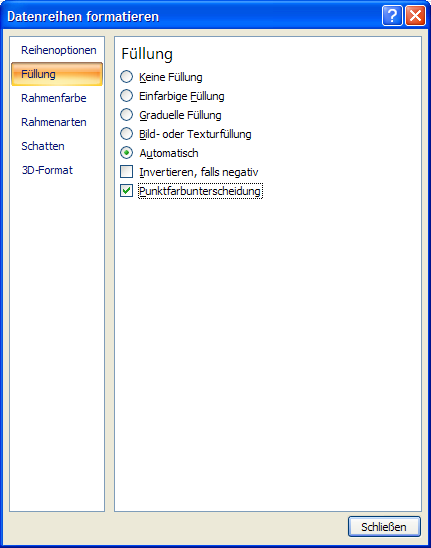 Datenreihen formatieren
Reihenoptionen
Füllung
Rahmenfarbe
Rahmenarten
Schatten
3D-Format
Füllung
Keine Füllung
Einfarbige Füllung
Graduelle Füllung
Bild- oder Texturfüllung
Automatisch
Invertieren, falls negativ
Punktfarbunterscheidung
Schließen